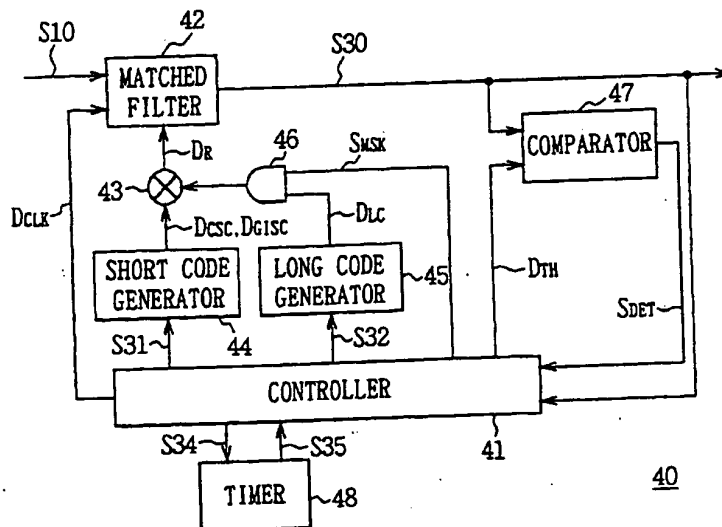 S10
42
S30
MATCHED
FILTER
47
COMPARATOR
DR
46
SMSK
43
DCLK
DCSC, DG1SC
DLC
SHORT CODE
GENERATOR
LONG CODE
GENERATOR
45
DTH
SDET
S31
44
S32
CONTROLLER
S34
S35
41
TIMER
48
40